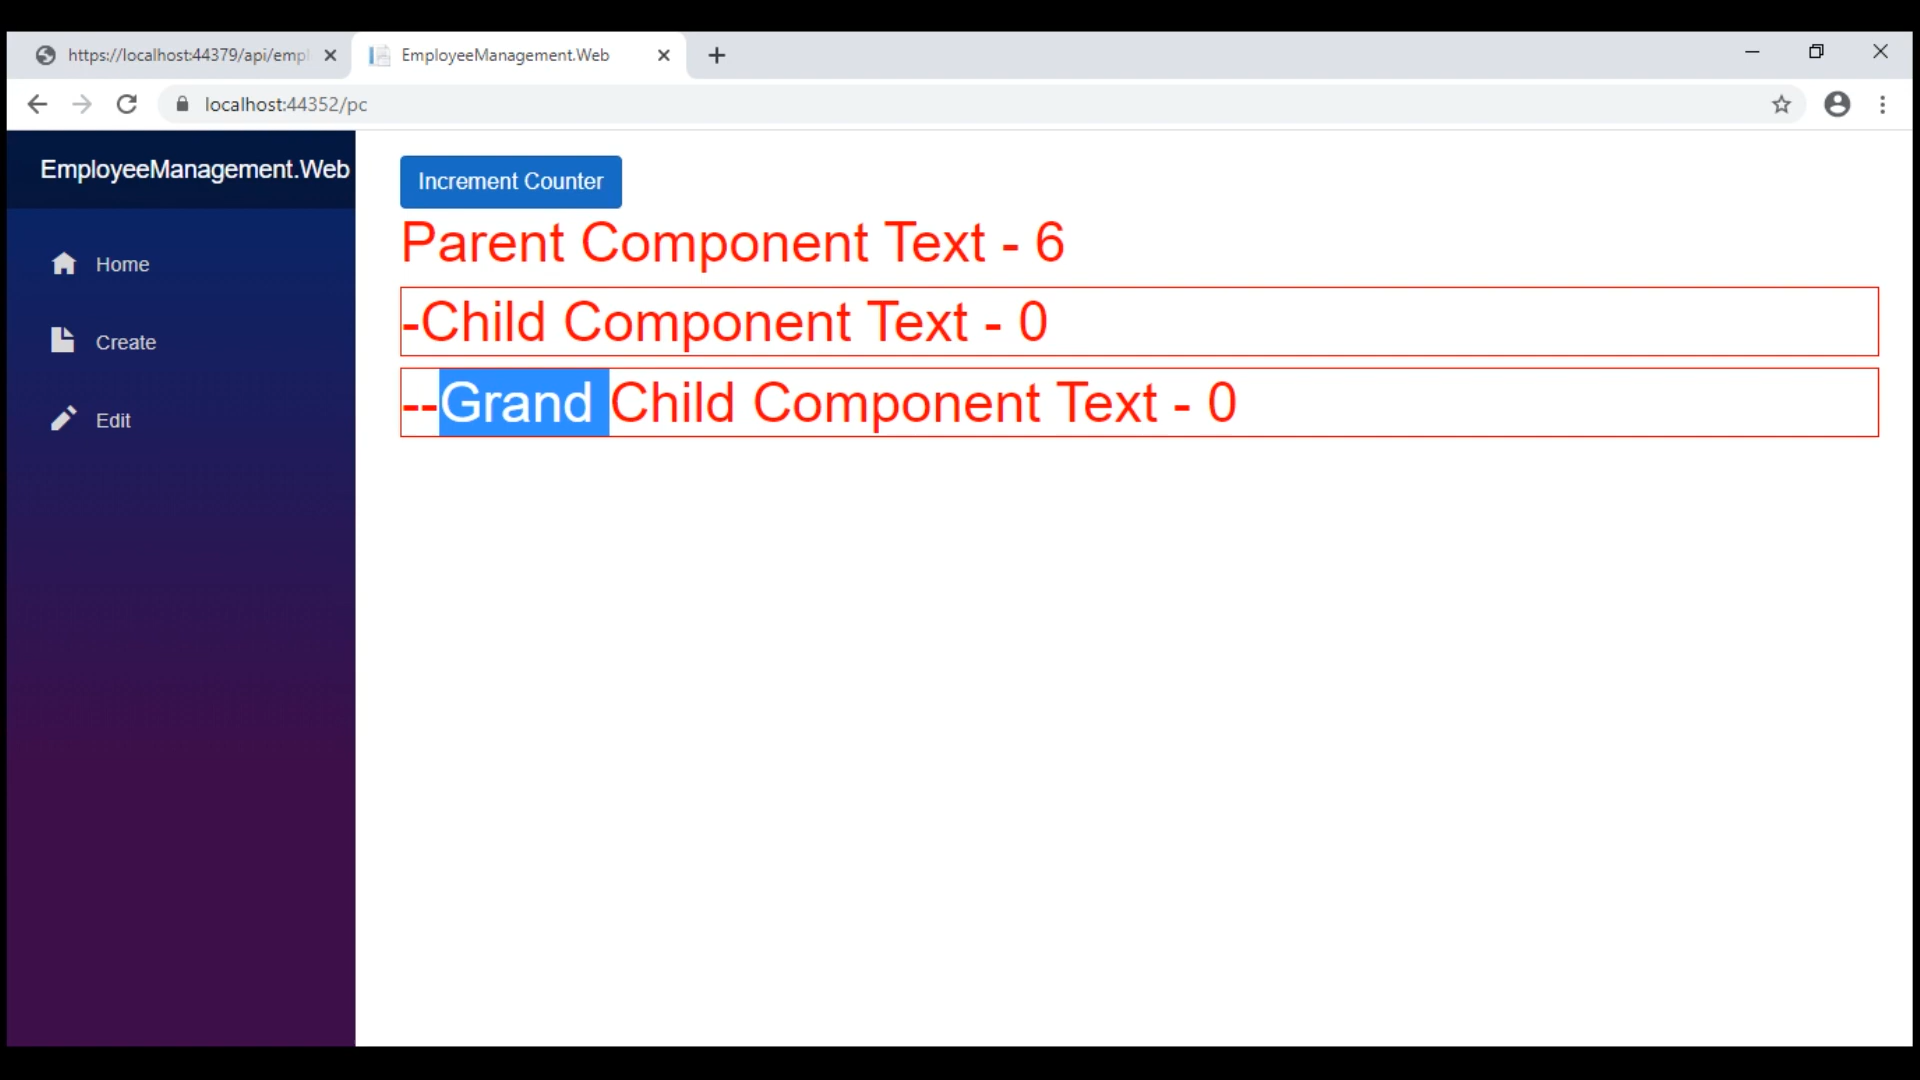 https://localhost:44379/api/empl
EmployeeManagement.Web
localhost:44352/pc
EmployeeManagement.Web
Home
Create
Edit
Increment Counter
Parent Component Text - 6
-Child Component Text - 0
--Grand Child Component Text - 0